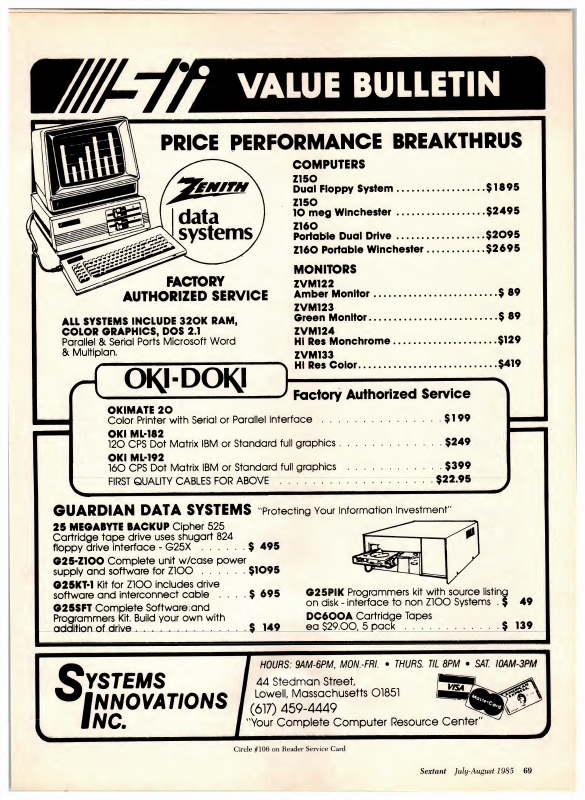 Sii VALUE BULLETIN
PRICE PERFORMANCE BREAKTHRUS
ZENITH
data
systems
FACTORY
AUTHORIZED SERVICE
ALL SYSTEMS INCLUDE 320K RAM,
COLOR GRAPHICS, DOS 2.1
Parallel & Serial Ports Microsoft Word
& Multiplan.
COMPUTERS
Z150
Dual Floppy System ................$1895
Z150
10 meg Winchester ................$2495
Z160
Portable Dual Drive ................$2095
Z160 Portable Winchester ...........$2695
MONITORS
ZVM122
Amber Monitor ......................$ 89
ZVM123
Green Monitor ......................$ 89
ZVM124
Hi Res Monchrome ...................$129
ZVM133
Hi Res Color ........................$419
OKI-DOKI
Factory Authorized Service
OKIMATE 20
Color Printer with Serial or Parallel interface . . . . . . . . . . . . . $199
OKI ML-182
120 CPS Dot Matrix IBM or Standard full graphics . . . . . . . . . . . $249
OKI ML-192
160 CPS Dot Matrix IBM or Standard full graphics . . . . . . . . . . . $399
FIRST QUALITY CABLES FOR ABOVE . . . . . . . . . . . . . . . . $22.95
GUARDIAN DATA SYSTEMS "Protecting Your Information Investment"
25 MEGABYTE BACKUP Cipher 525
Cartridge tape drive uses shugart 824
floppy drive interface - G25X . . . . . . $ 495
G25-Z100 Complete unit w/case power
supply and software for Z100 . . . . . . $1095
G25KT-1 Kit for Z100 includes drive
software and interconnect cable . . . . $ 695
G25SFT Complete Software and
Programmers Kit. Build your own with
addition of drive . . . . . . . . . . . . . $ 149
G25PIK Programmers kit with source listing
on disk - interface to non Z100 Systems . $ 49
DC600A Cartridge Tapes
ea $29.00, 5 pack . . . . . . . . . . . . $ 139
SYSTEMS
INNOVATIONS
INC.
HOURS: 9AM-6PM, MON.-FRI. • THURS. TIL 8PM • SAT. 10AM-3PM
44 Stedman Street,
Lowell, Massachusetts 01851
(617) 459-4449
"Your Complete Computer Resource Center"
VISA
MasterCard
AMERICAN EXPRESS
Circle #106 on Reader Service Card
Sextant July-August 1985 69